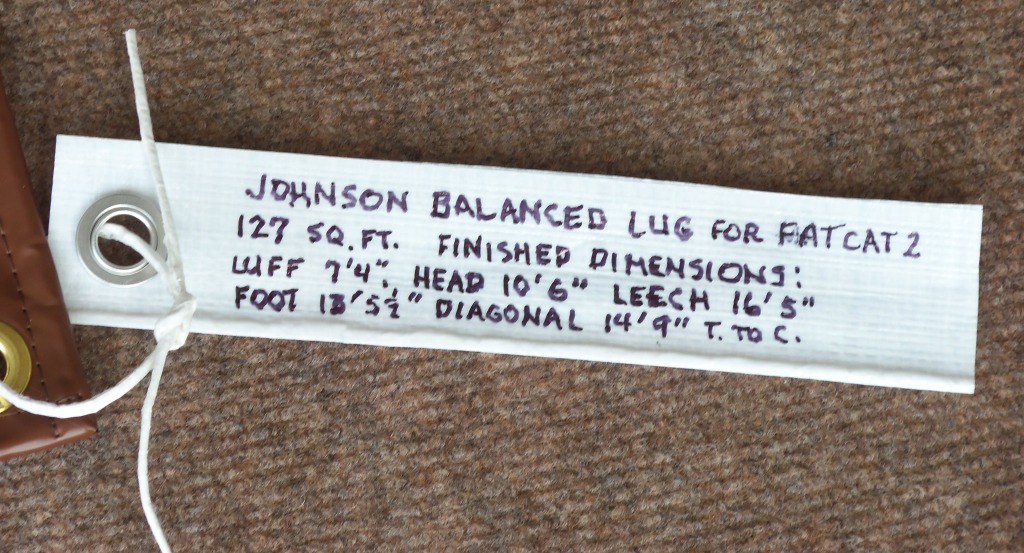 JOHNSON BALANCED LUG FOR FATCAT 2
127 SQ. FT. FINISHED DIMENSIONS:
LUFF 7'4". HEAD 10'6" LEECH 16'5"
FOOT 13'5½" DIAGONAL 14'9" T. TO C.